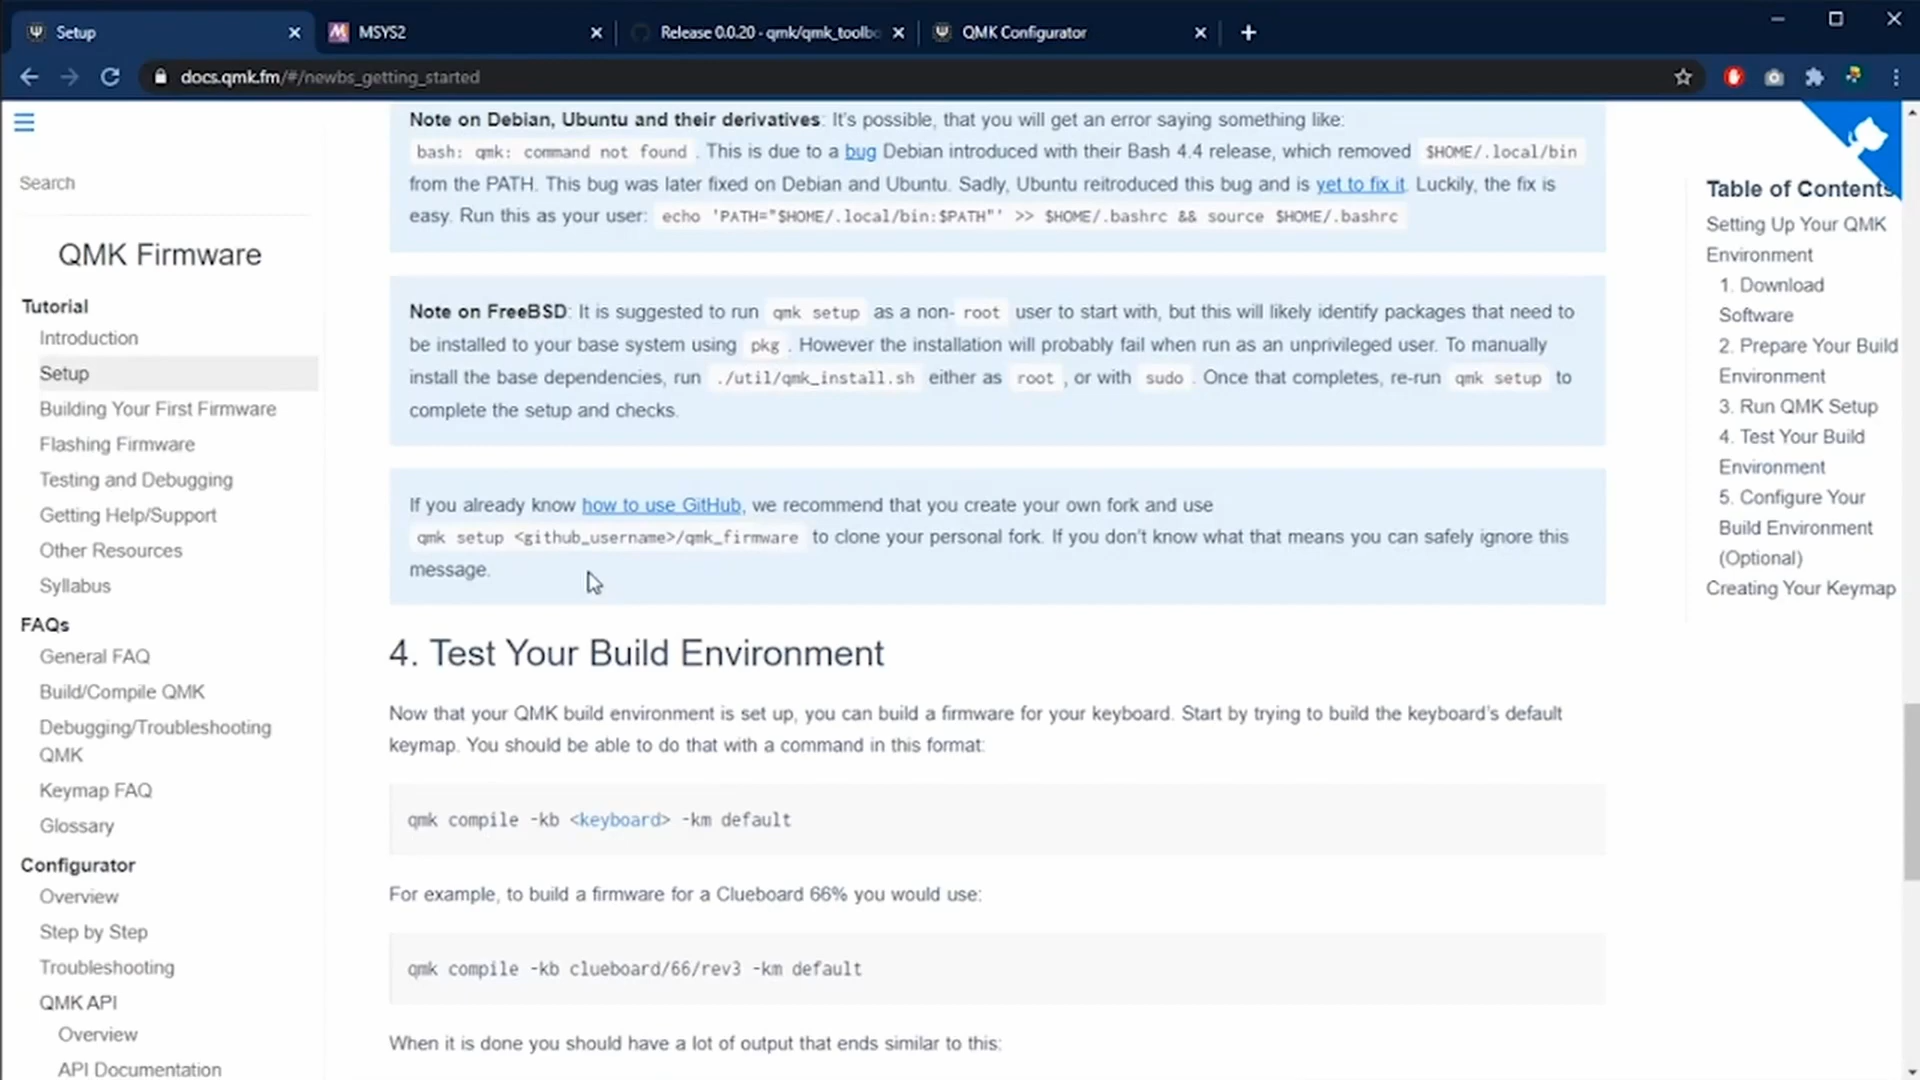 Setup
MSYS2
Release 0.0.20 · qmk/qmk_toolbo
QMK Configurator
docs.qmk.fm/#/newbs_getting_started
Search
QMK Firmware
Tutorial
Introduction
Setup
Building Your First Firmware
Flashing Firmware
Testing and Debugging
Getting Help/Support
Other Resources
Syllabus
FAQs
General FAQ
Build/Compile QMK
Debugging/Troubleshooting
QMK
Keymap FAQ
Glossary
Configurator
Overview
Step by Step
Troubleshooting
QMK API
Overview
API Documentation
Note on Debian, Ubuntu and their derivatives: It's possible, that you will get an error saying something like:
bash: qmk: command not found . This is due to a bug Debian introduced with their Bash 4.4 release, which removed $HOME/.local/bin
from the PATH. This bug was later fixed on Debian and Ubuntu. Sadly, Ubuntu reitroduced this bug and is yet to fix it. Luckily, the fix is
easy. Run this as your user: echo 'PATH="$HOME/.local/bin:$PATH"' >> $HOME/.bashrc && source $HOME/.bashrc
Note on FreeBSD: It is suggested to run qmk setup as a non- root user to start with, but this will likely identify packages that need to
be installed to your base system using pkg . However the installation will probably fail when run as an unprivileged user. To manually
install the base dependencies, run ./util/qmk_install.sh either as root , or with sudo . Once that completes, re-run qmk setup to
complete the setup and checks.
If you already know how to use GitHub, we recommend that you create your own fork and use
qmk setup <github_username>/qmk_firmware to clone your personal fork. If you don't know what that means you can safely ignore this
message.
4. Test Your Build Environment
Now that your QMK build environment is set up, you can build a firmware for your keyboard. Start by trying to build the keyboard's default
keymap. You should be able to do that with a command in this format:
qmk compile -kb <keyboard> -km default
For example, to build a firmware for a Clueboard 66% you would use:
qmk compile -kb clueboard/66/rev3 -km default
When it is done you should have a lot of output that ends similar to this:
Table of Contents
Setting Up Your QMK
Environment
1. Download
Software
2. Prepare Your Build
Environment
3. Run QMK Setup
4. Test Your Build
Environment
5. Configure Your
Build Environment
(Optional)
Creating Your Keymap